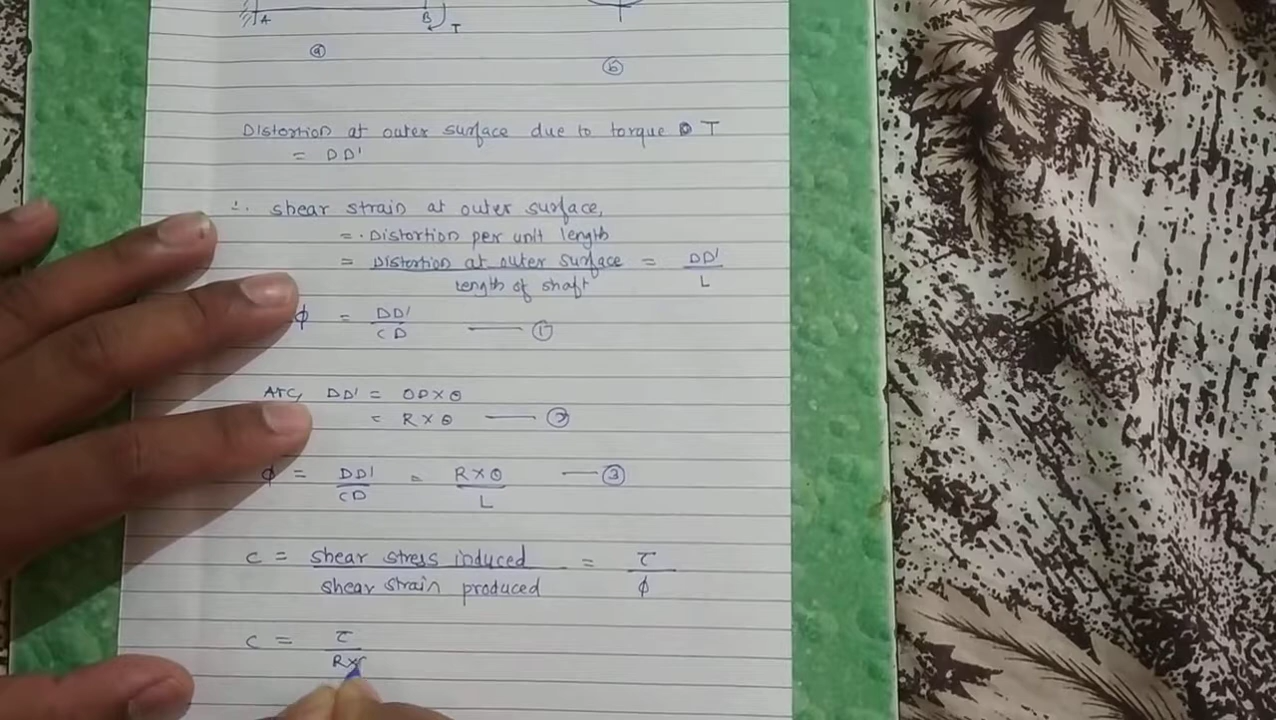 A B T
ⓐ
ⓑ
Distortion at outer surface due to torque T
= DD'
∴ shear strain at outer surface,
= Distortion per unit length
= Distortion at outer surface / Length of shaft = DD' / L
ϕ = DD' / CD —— ①
Arc, DD' = OD × θ
= R × θ —— ②
ϕ = DD' / CD = R × θ / L —— ③
C = shear stress induced / shear strain produced = τ / ϕ
C = τ / R×